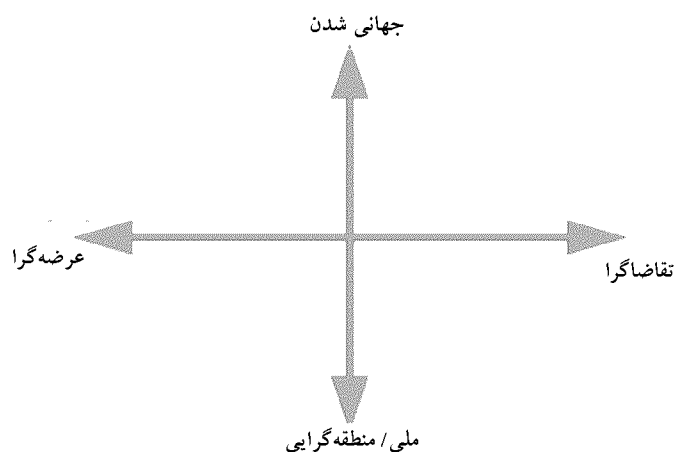 جهانی شدن
عرضه‌گرا
تقاضاگرا
ملی / منطقه‌گرایی